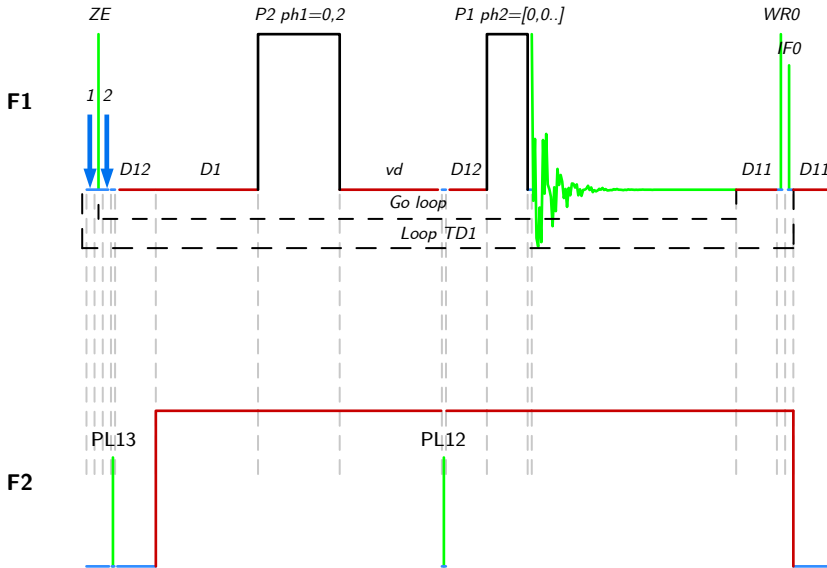 ZE P2 ph1=0,2 P1 ph2=[0,0..] WR0
IF0
F1 1 2
D12 D1 vd D12 D11 D11
Go loop
Loop TD1
PL13 PL12
F2